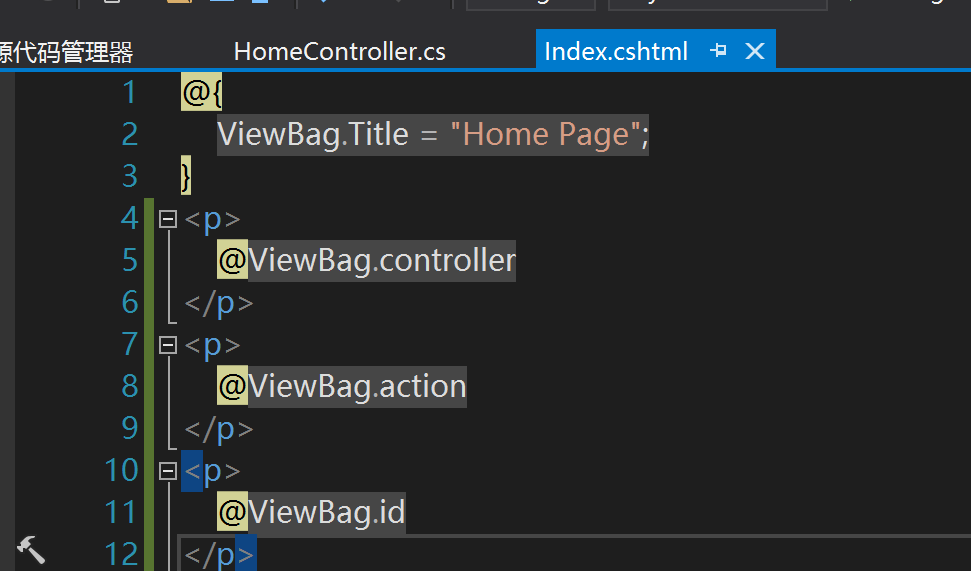 源代码管理器 HomeController.cs Index.cshtml
1 @{
2 ViewBag.Title = "Home Page";
3 }
4 <p>
5 @ViewBag.controller
6 </p>
7 <p>
8 @ViewBag.action
9 </p>
10 <p>
11 @ViewBag.id
12 </p>